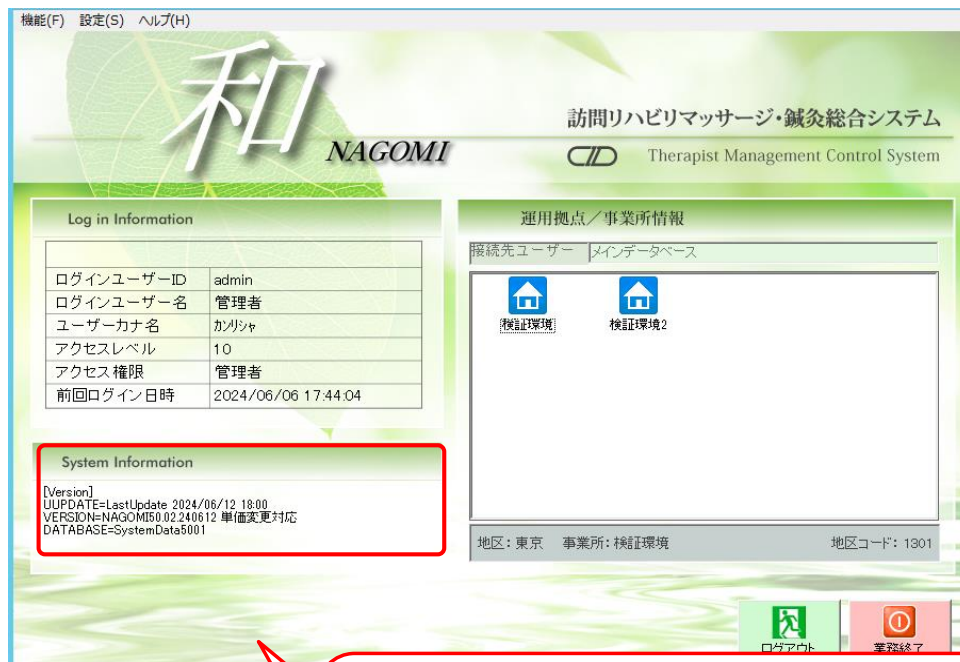 機能(F) 設定(S) ヘルプ(H)
和
NAGOMI
訪問リハビリマッサージ・鍼灸総合システム
Therapist Management Control System
Log in Information
ログインユーザーID admin
ログインユーザー名 管理者
ユーザーカナ名 カンリシャ
アクセスレベル 10
アクセス権限 管理者
前回ログイン日時 2024/06/06 17:44:04
System Information
[Version]
UUPDATE=LastUpdate 2024/06/12 18:00
VERSION=NAGOMI50.02.240612 単価変更対応
DATABASE=SystemData5001
運用拠点／事業所情報
接続先ユーザー メインデータベース
検証環境 検証環境2
地区：東京 事業所：検証環境 地区コード：1301
ログアウト 業務終了